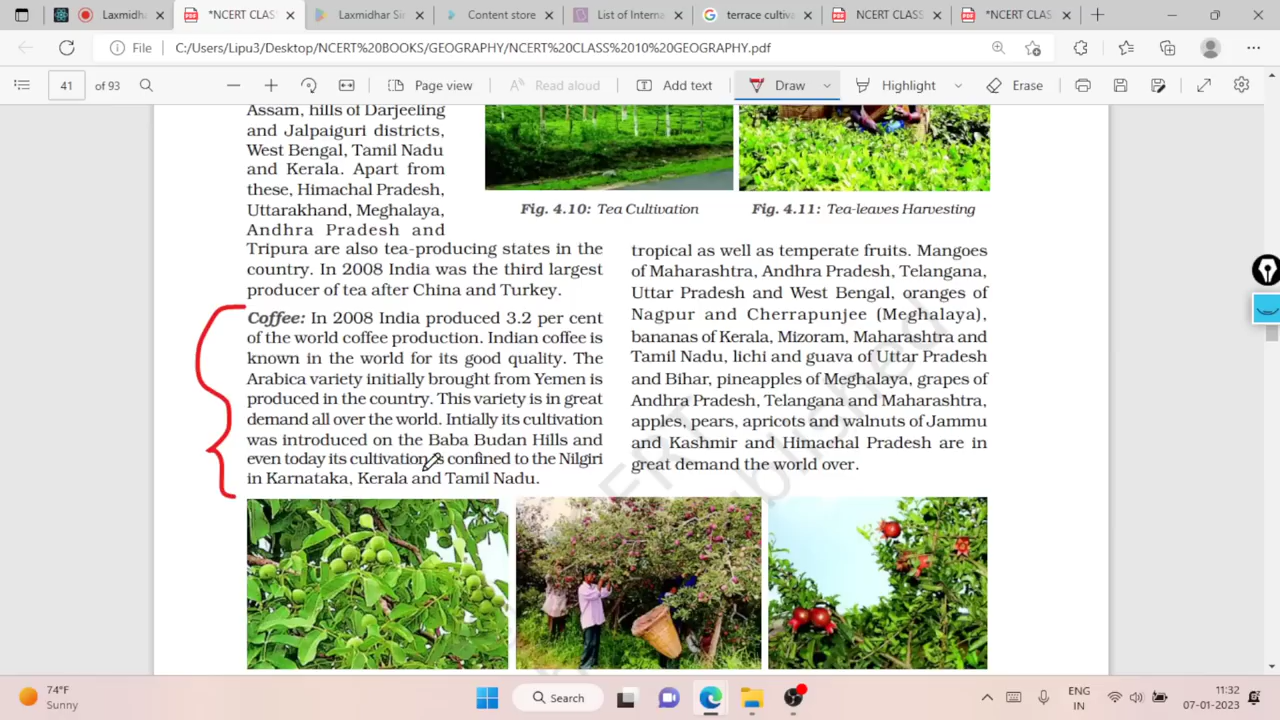 Laxmidhar
*NCERT CLASS
Laxmidhar Sin
Content store
List of Interna
terrace cultiva
NCERT CLASS
*NCERT CLAS
File
C:/Users/Lipu3/Desktop/NCERT%20BOOKS/GEOGRAPHY/NCERT%20CLASS%2010%20GEOGRAPHY.pdf
41 of 93
Page view
Read aloud
Add text
Draw
Highlight
Erase
Assam, hills of Darjeeling
and Jalpaiguri districts,
West Bengal, Tamil Nadu
and Kerala. Apart from
these, Himachal Pradesh,
Uttarakhand, Meghalaya,
Andhra Pradesh and
Tripura are also tea-producing states in the
country. In 2008 India was the third largest
producer of tea after China and Turkey.
Coffee: In 2008 India produced 3.2 per cent
of the world coffee production. Indian coffee is
known in the world for its good quality. The
Arabica variety initially brought from Yemen is
produced in the country. This variety is in great
demand all over the world. Intially its cultivation
was introduced on the Baba Budan Hills and
even today its cultivation is confined to the Nilgiri
in Karnataka, Kerala and Tamil Nadu.
Fig. 4.10: Tea Cultivation
Fig. 4.11: Tea-leaves Harvesting
tropical as well as temperate fruits. Mangoes
of Maharashtra, Andhra Pradesh, Telangana,
Uttar Pradesh and West Bengal, oranges of
Nagpur and Cherrapunjee (Meghalaya),
bananas of Kerala, Mizoram, Maharashtra and
Tamil Nadu, lichi and guava of Uttar Pradesh
and Bihar, pineapples of Meghalaya, grapes of
Andhra Pradesh, Telangana and Maharashtra,
apples, pears, apricots and walnuts of Jammu
and Kashmir and Himachal Pradesh are in
great demand the world over.
74°F
Sunny
Search
ENG
IN
11:32
07-01-2023